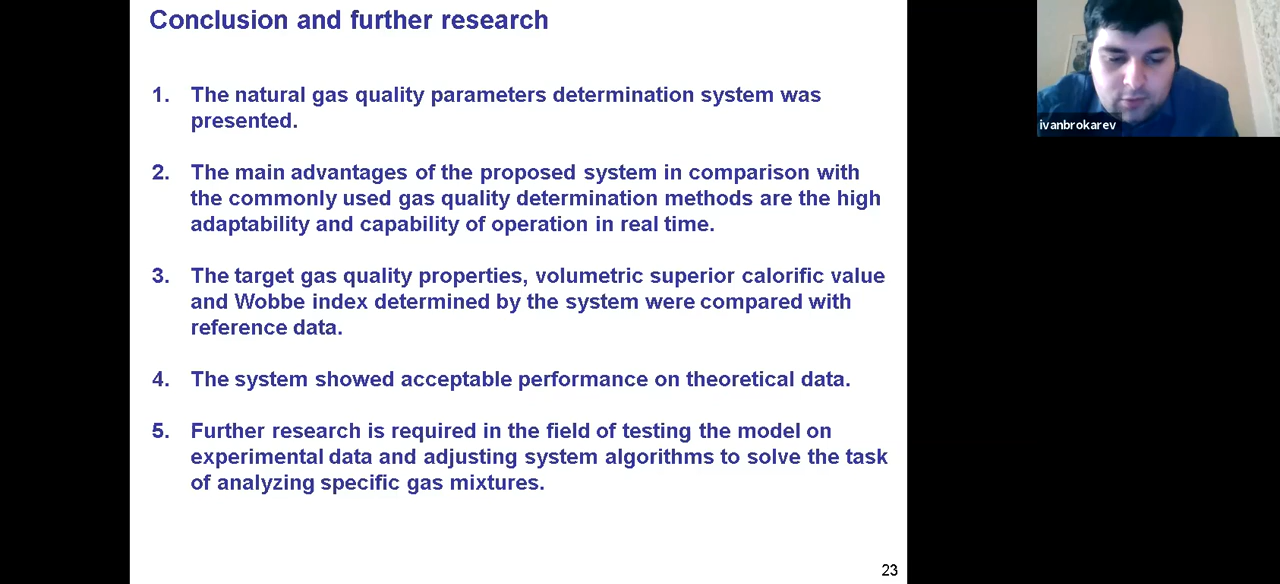 Conclusion and further research
1. The natural gas quality parameters determination system was
presented.
2. The main advantages of the proposed system in comparison with
the commonly used gas quality determination methods are the high
adaptability and capability of operation in real time.
3. The target gas quality properties, volumetric superior calorific value
and Wobbe index determined by the system were compared with
reference data.
4. The system showed acceptable performance on theoretical data.
5. Further research is required in the field of testing the model on
experimental data and adjusting system algorithms to solve the task
of analyzing specific gas mixtures.
23
ivanbrokarev